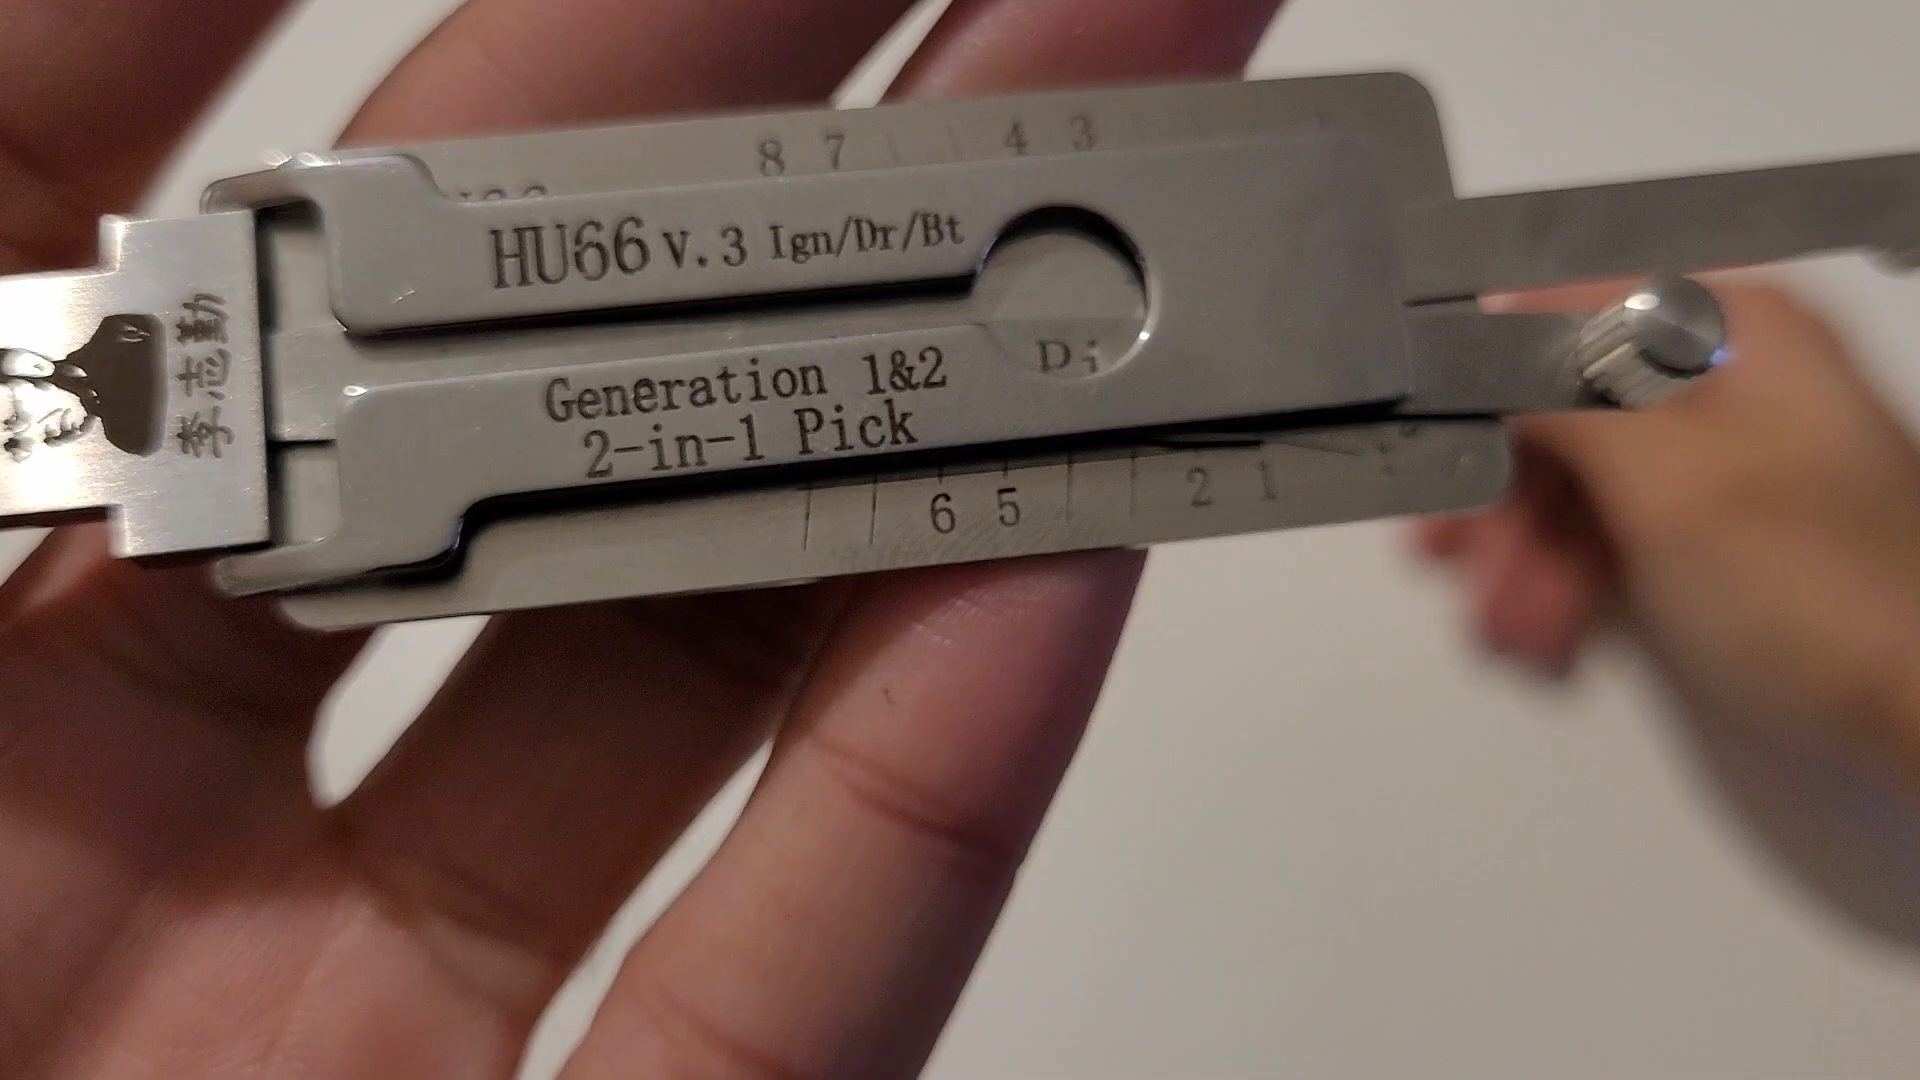 8 7 4 3
HU66 v.3 Ign/Dr/Bt
Di
Generation 1&2
2-in-1 Pick
6 5 2 1
李志勤